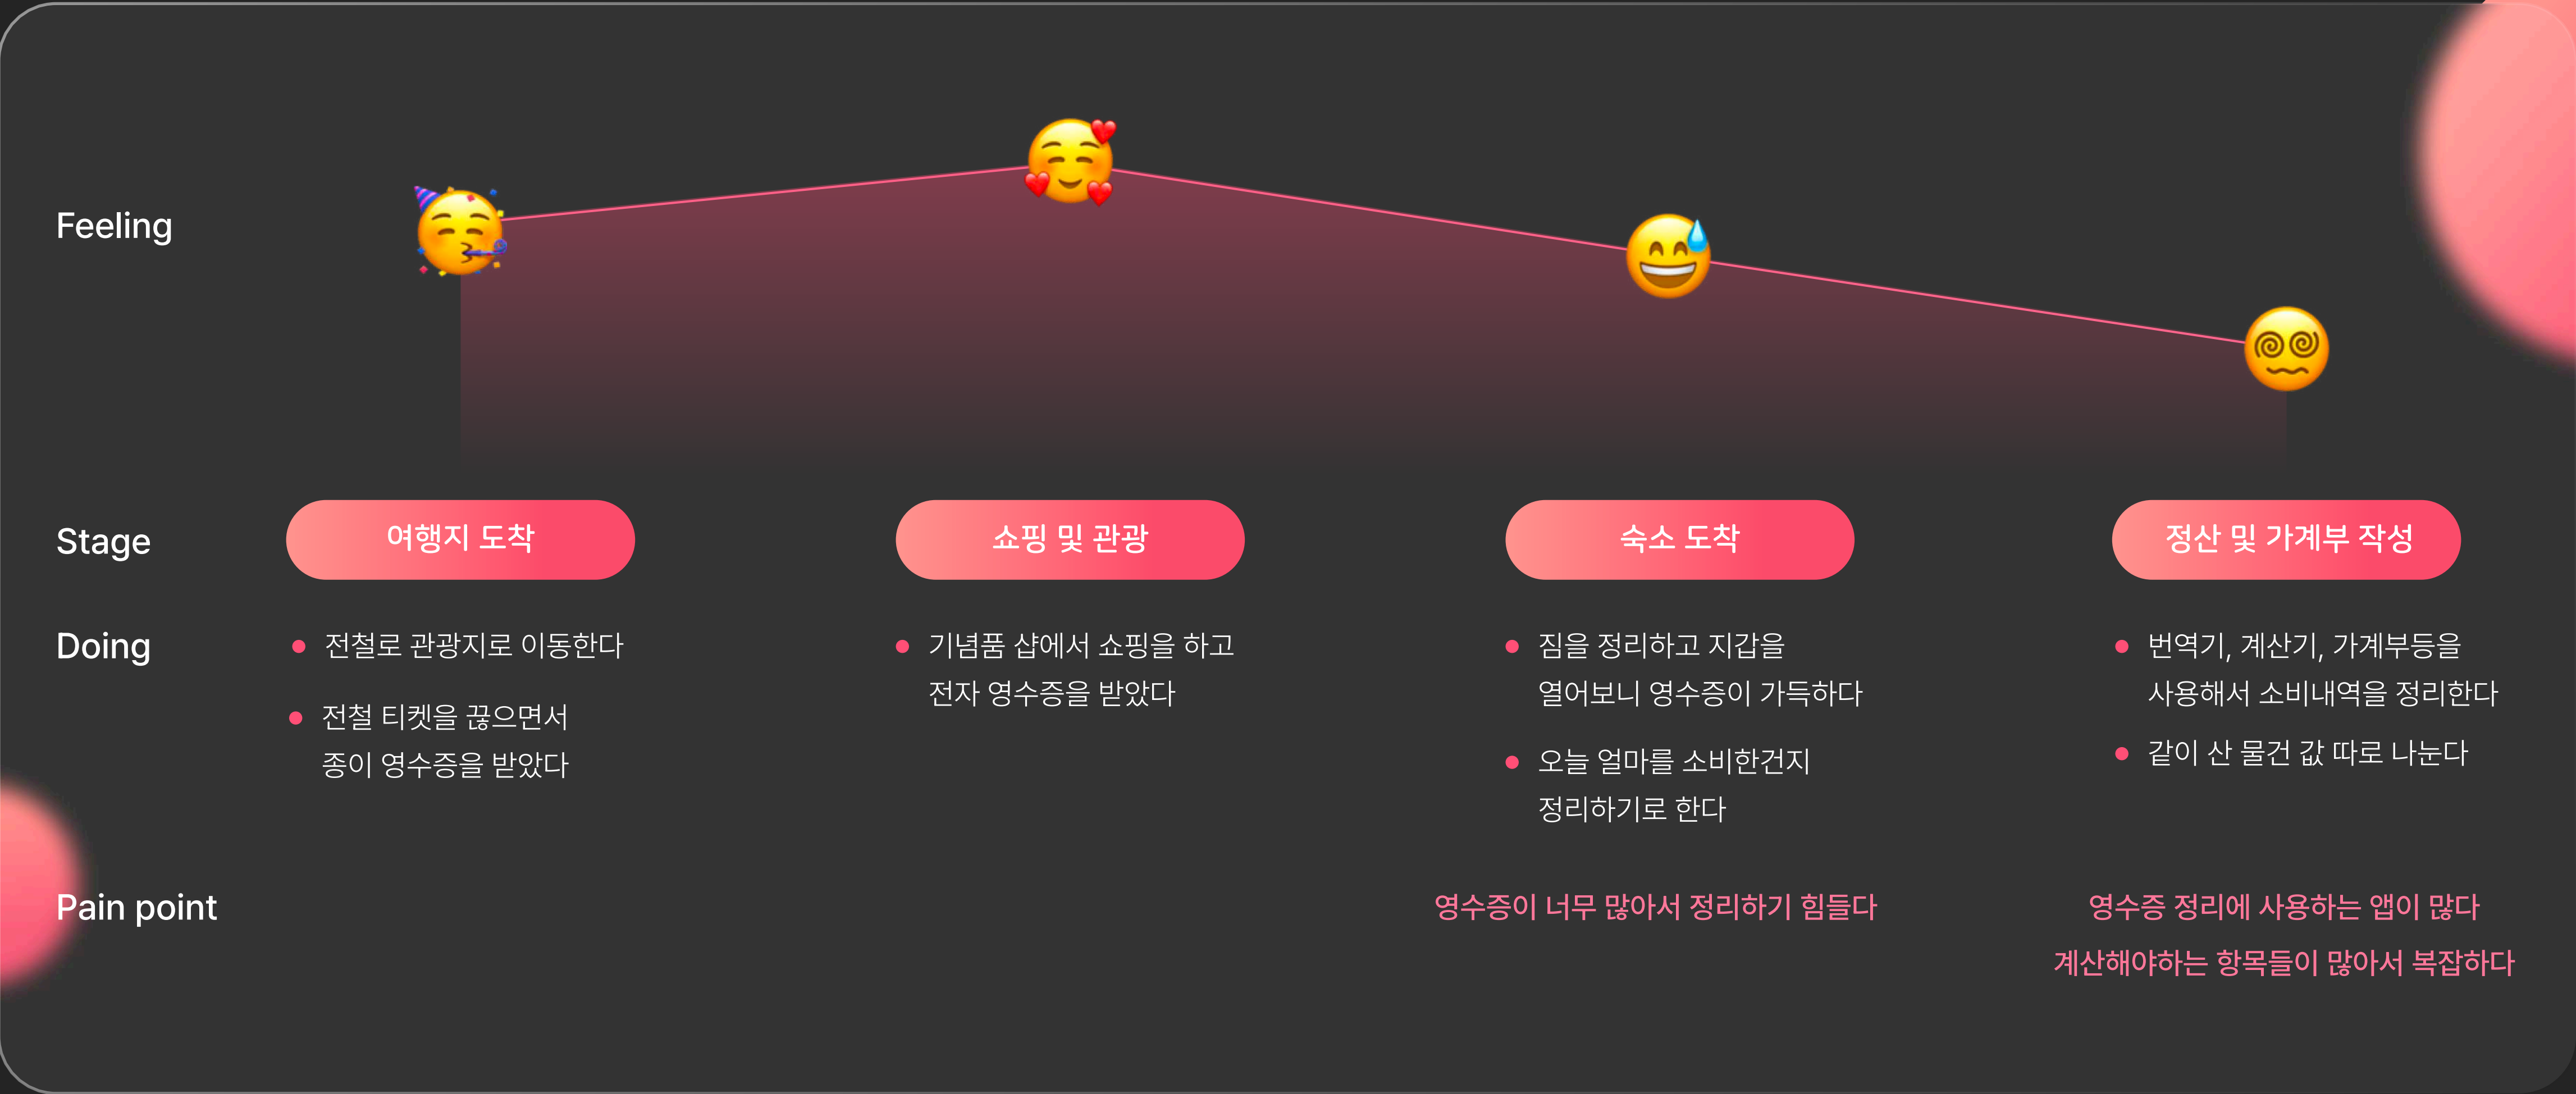 Feeling
Stage
여행지 도착
쇼핑 및 관광
숙소 도착
정산 및 가계부 작성
Doing
전철로 관광지로 이동한다
전철 티켓을 끊으면서
종이 영수증을 받았다
기념품 샵에서 쇼핑을 하고
전자 영수증을 받았다
짐을 정리하고 지갑을
열어보니 영수증이 가득하다
오늘 얼마를 소비한건지
정리하기로 한다
번역기, 계산기, 가계부등을
사용해서 소비내역을 정리한다
같이 산 물건 값 따로 나눈다
Pain point
영수증이 너무 많아서 정리하기 힘들다
영수증 정리에 사용하는 앱이 많다
계산해야하는 항목들이 많아서 복잡하다